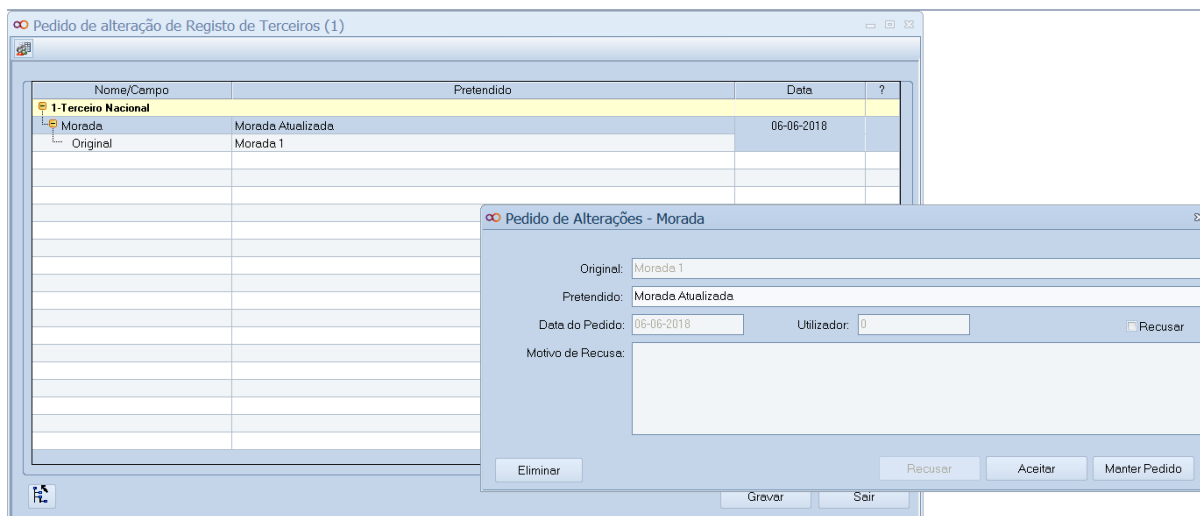 Pedido de alteração de Registo de Terceiros (1)
Nome/Campo Pretendido Data ?
1-Terceiro Nacional
Morada Morada Atualizada 06-06-2018
Original Morada 1
Pedido de Alterações - Morada
Original: Morada 1
Pretendido: Morada Atualizada
Data do Pedido: 06-06-2018 Utilizador: 0 Recusar
Motivo de Recusa:
Eliminar Recusar Aceitar Manter Pedido
Gravar Sair